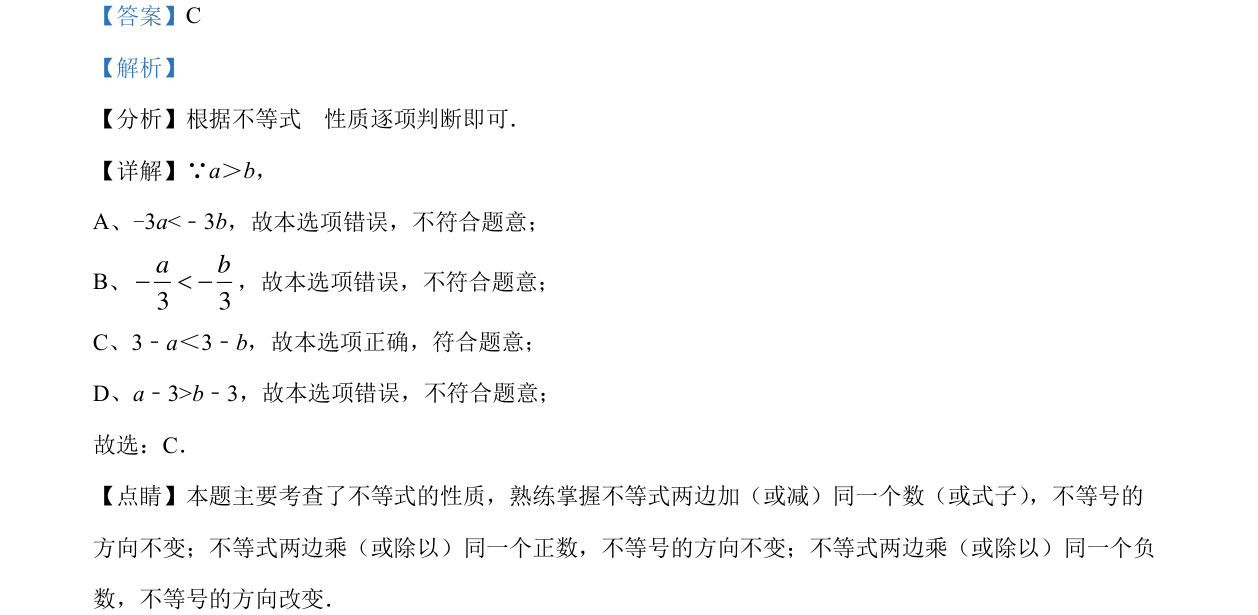 【答案】C
【解析】
【分析】根据不等式 性质逐项判断即可．
【详解】∵a＞b，
A、-3a<﹣3b，故本选项错误，不符合题意；
B、-a/3<-b/3，故本选项错误，不符合题意；
C、3﹣a＜3﹣b，故本选项正确，符合题意；
D、a﹣3>b﹣3，故本选项错误，不符合题意；
故选：C．
【点睛】本题主要考查了不等式的性质，熟练掌握不等式两边加（或减）同一个数（或式子），不等号的
方向不变；不等式两边乘（或除以）同一个正数，不等号的方向不变；不等式两边乘（或除以）同一个负
数，不等号的方向改变．